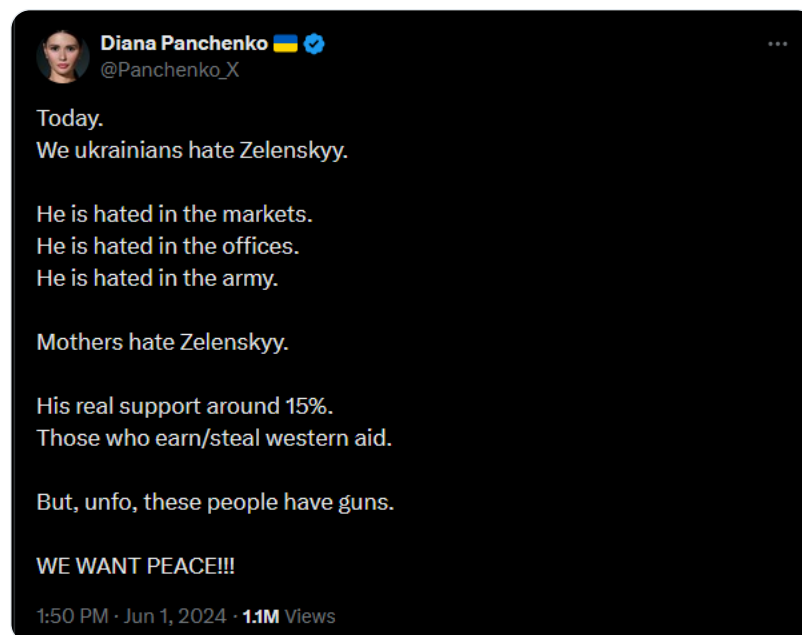 Diana Panchenko 🇺🇦
@Panchenko_X
Today.
We ukrainians hate Zelenskyy.
He is hated in the markets.
He is hated in the offices.
He is hated in the army.
Mothers hate Zelenskyy.
His real support around 15%.
Those who earn/steal western aid.
But, unfo, these people have guns.
WE WANT PEACE!!!
1:50 PM · Jun 1, 2024 · 1.1M Views